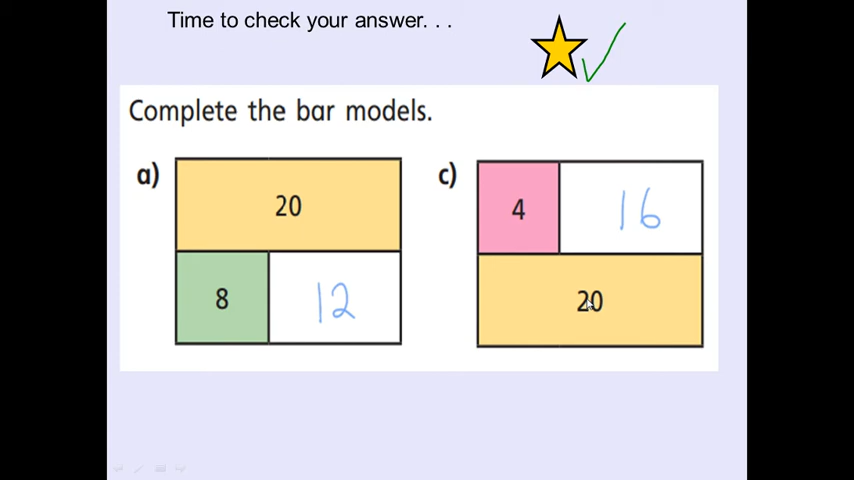 Time to check your answer. . .
Complete the bar models.
a)
20
8
12
c)
4
16
20